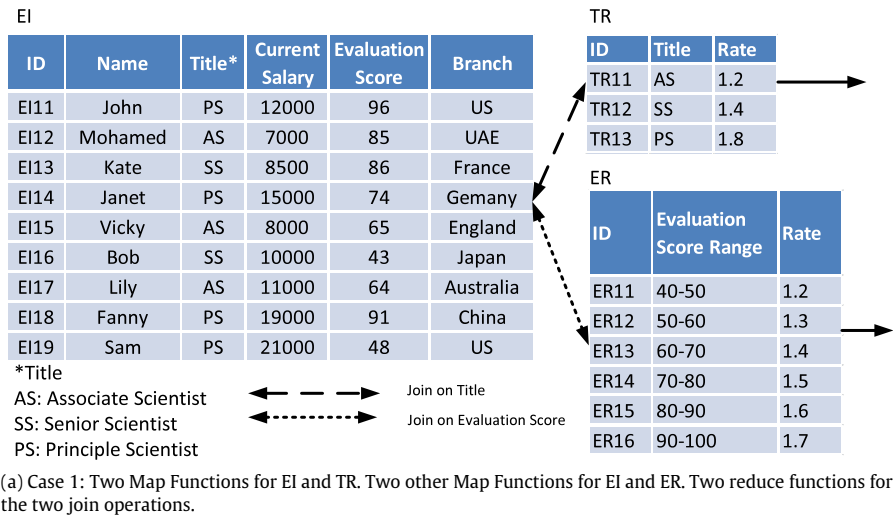 EI
ID Name Title* Current Salary Evaluation Score Branch
EI11 John PS 12000 96 US
EI12 Mohamed AS 7000 85 UAE
EI13 Kate SS 8500 86 France
EI14 Janet PS 15000 74 Gemany
EI15 Vicky AS 8000 65 England
EI16 Bob SS 10000 43 Japan
EI17 Lily AS 11000 64 Australia
EI18 Fanny PS 19000 91 China
EI19 Sam PS 21000 48 US
*Title
AS: Associate Scientist
SS: Senior Scientist
PS: Principle Scientist
Join on Title
Join on Evaluation Score
TR
ID Title Rate
TR11 AS 1.2
TR12 SS 1.4
TR13 PS 1.8
ER
ID Evaluation Score Range Rate
ER11 40-50 1.2
ER12 50-60 1.3
ER13 60-70 1.4
ER14 70-80 1.5
ER15 80-90 1.6
ER16 90-100 1.7
(a) Case 1: Two Map Functions for EI and TR. Two other Map Functions for EI and ER. Two reduce functions for
the two join operations.